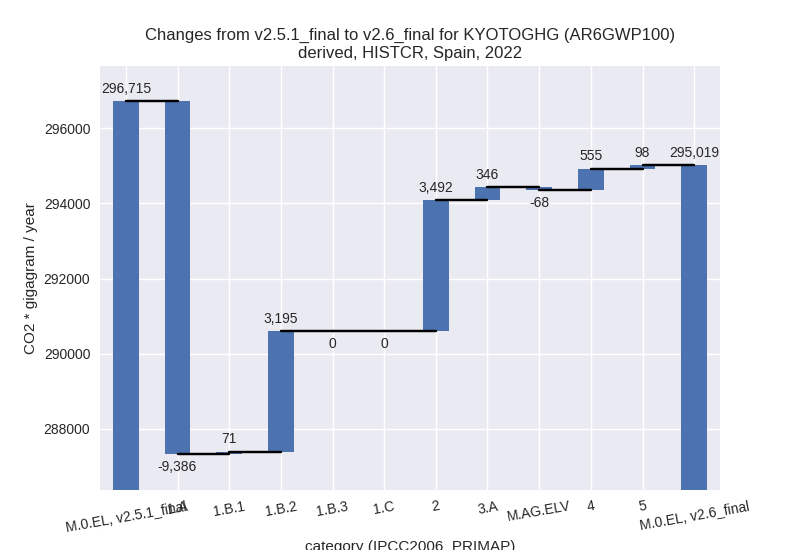 Changes from v2.5.1_final to v2.6_final for KYOTOGHG (AR6GWP100)
derived, HISTCR, Spain, 2022
296,715
-9,386
71
3,195
0
0
3,492
346
-68
555
98
295,019
296000
294000
292000
290000
288000
CO2 * gigagram / year
M.0.EL, v2.5.1_final
1.A
1.B.1
1.B.2
1.B.3
1.C
2
3.A
M.AG.ELV
4
5
M.0.EL, v2.6_final
category (IPCC2006_PRIMAP)